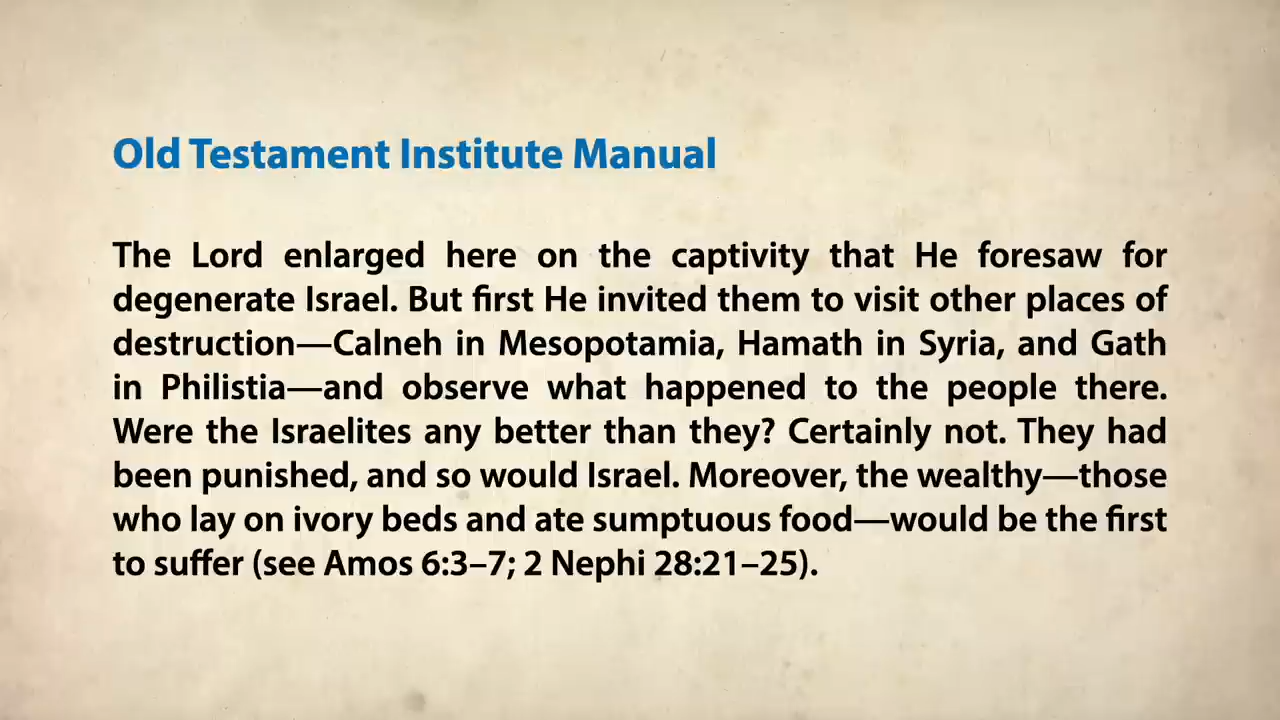 Old Testament Institute Manual
The Lord enlarged here on the captivity that He foresaw for
degenerate Israel. But first He invited them to visit other places of
destruction—Calneh in Mesopotamia, Hamath in Syria, and Gath
in Philistia—and observe what happened to the people there.
Were the Israelites any better than they? Certainly not. They had
been punished, and so would Israel. Moreover, the wealthy—those
who lay on ivory beds and ate sumptuous food—would be the first
to suffer (see Amos 6:3–7; 2 Nephi 28:21–25).